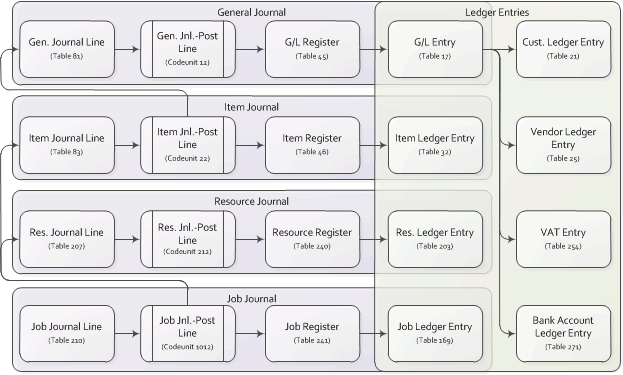 General Journal
Ledger Entries
Gen. Journal Line
(Table 81)
Gen. Jnl.-Post
Line
(Codeunit 12)
G/L Register
(Table 45)
G/L Entry
(Table 17)
Cust. Ledger Entry
(Table 21)
Item Journal
Item Journal Line
(Table 83)
Item Jnl.-Post
Line
(Codeunit 22)
Item Register
(Table 46)
Item Ledger Entry
(Table 32)
Vendor Ledger
Entry
(Table 25)
Resource Journal
Res. Journal Line
(Table 207)
Res. Jnl.-Post
Line
(Codeunit 212)
Resource Register
(Table 240)
Res. Ledger Entry
(Table 203)
VAT Entry
(Table 254)
Job Journal
Job Journal Line
(Table 210)
Job Jnl.-Post
Line
(Codeunit 1012)
Job Register
(Table 241)
Job Ledger Entry
(Table 169)
Bank Account
Ledger Entry
(Table 271)